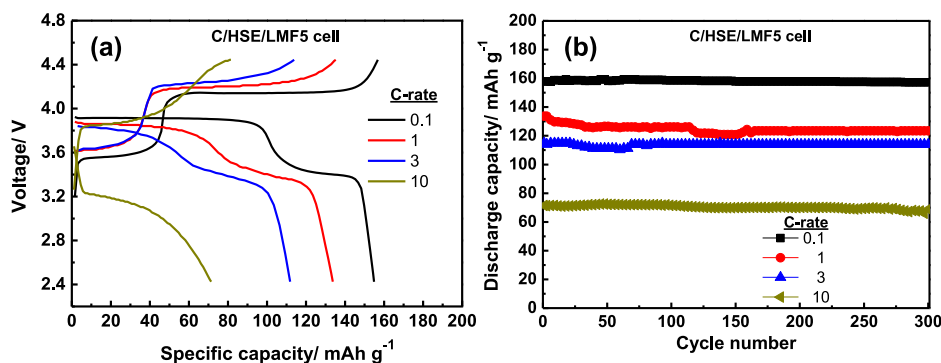 (a)
C/HSE/LMF5 cell
C-rate
0.1
1
3
10
4.8
4.4
4.0
3.6
3.2
2.8
2.4
Voltage/ V
0 20 40 60 80 100 120 140 160 180 200
Specific capacity/ mAh g-1
(b)
C/HSE/LMF5 cell
200
180
160
140
120
100
80
60
40
20
0
Discharge capacity/ mAh g-1
C-rate
0.1
1
3
10
0 50 100 150 200 250 300
Cycle number